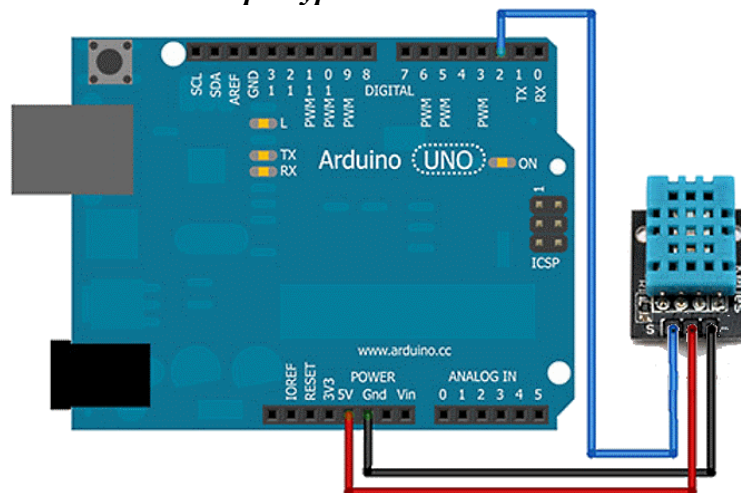 SCL SDA AREF GND 13 12 PWM 11 PWM 10 PWM 9 8 DIGITAL 7 PWM 6 PWM 5 4 PWM 3 2 TX 1 RX 0
L
TX
RX
Arduino UNO
ON
1
ICSP
www.arduino.cc
POWER ANALOG IN
IOREF RESET 3V3 5V Gnd Vin 0 1 2 3 4 5
S